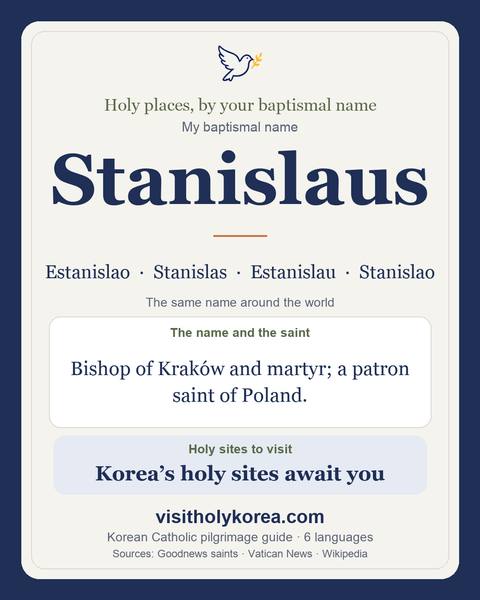 Holy places, by your baptismal name
My baptismal name
Stanislaus
Estanislao · Stanislas · Estanislau · Stanislao
The same name around the world
The name and the saint
Bishop of Kraków and martyr; a patron
saint of Poland.
Holy sites to visit
Korea’s holy sites await you
visitholykorea.com
Korean Catholic pilgrimage guide · 6 languages
Sources: Goodnews saints · Vatican News · Wikipedia